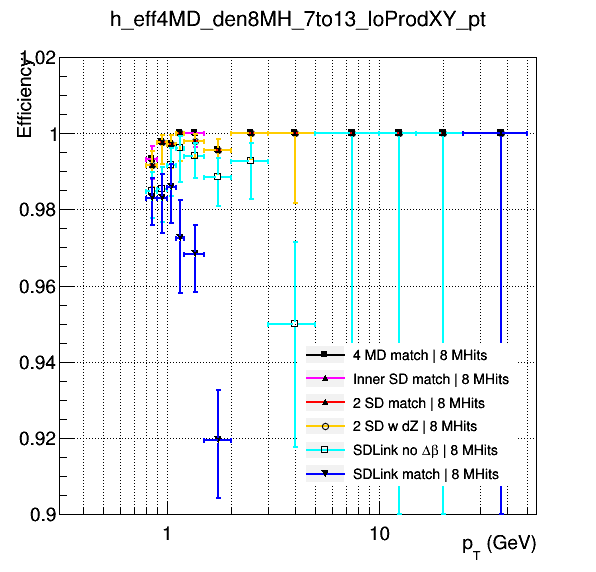 h_eff4MD_den8MH_7to13_loProdXY_pt
Efficiency
1.02
1
0.98
0.96
0.94
0.92
0.9
4 MD match | 8 MHits
Inner SD match | 8 MHits
2 SD match | 8 MHits
2 SD w dZ | 8 MHits
SDLink no Δβ | 8 MHits
SDLink match | 8 MHits
1
10
p_T (GeV)